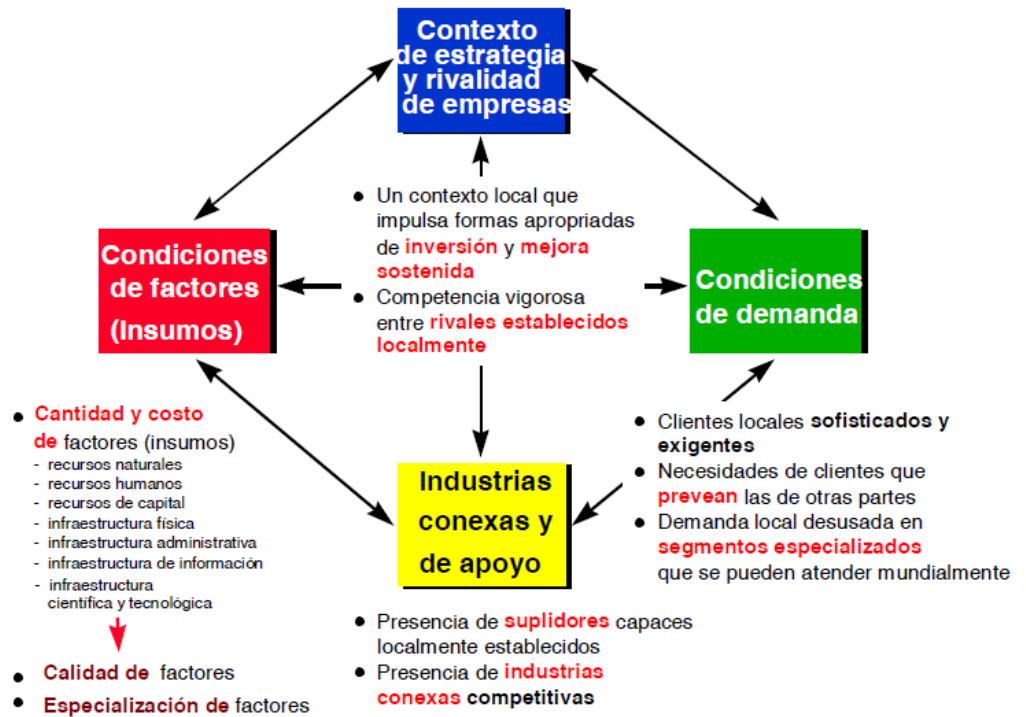 Contexto
de estrategia
y rivalidad
de empresas
● Un contexto local que
impulsa formas apropiadas
de inversión y mejora
sostenida
● Competencia vigorosa
entre rivales establecidos
localmente
Condiciones
de factores
(Insumos)
Condiciones
de demanda
● Cantidad y costo
de factores (insumos)
- recursos naturales
- recursos humanos
- recursos de capital
- infraestructura física
- infraestructura administrativa
- infraestructura de información
- infraestructura
científica y tecnológica
● Calidad de factores
● Especialización de factores
Industrias
conexas y
de apoyo
● Presencia de suplidores capaces
localmente establecidos
● Presencia de industrias
conexas competitivas
● Clientes locales sofisticados y
exigentes
● Necesidades de clientes que
prevean las de otras partes
● Demanda local desusada en
segmentos especializados
que se pueden atender mundialmente